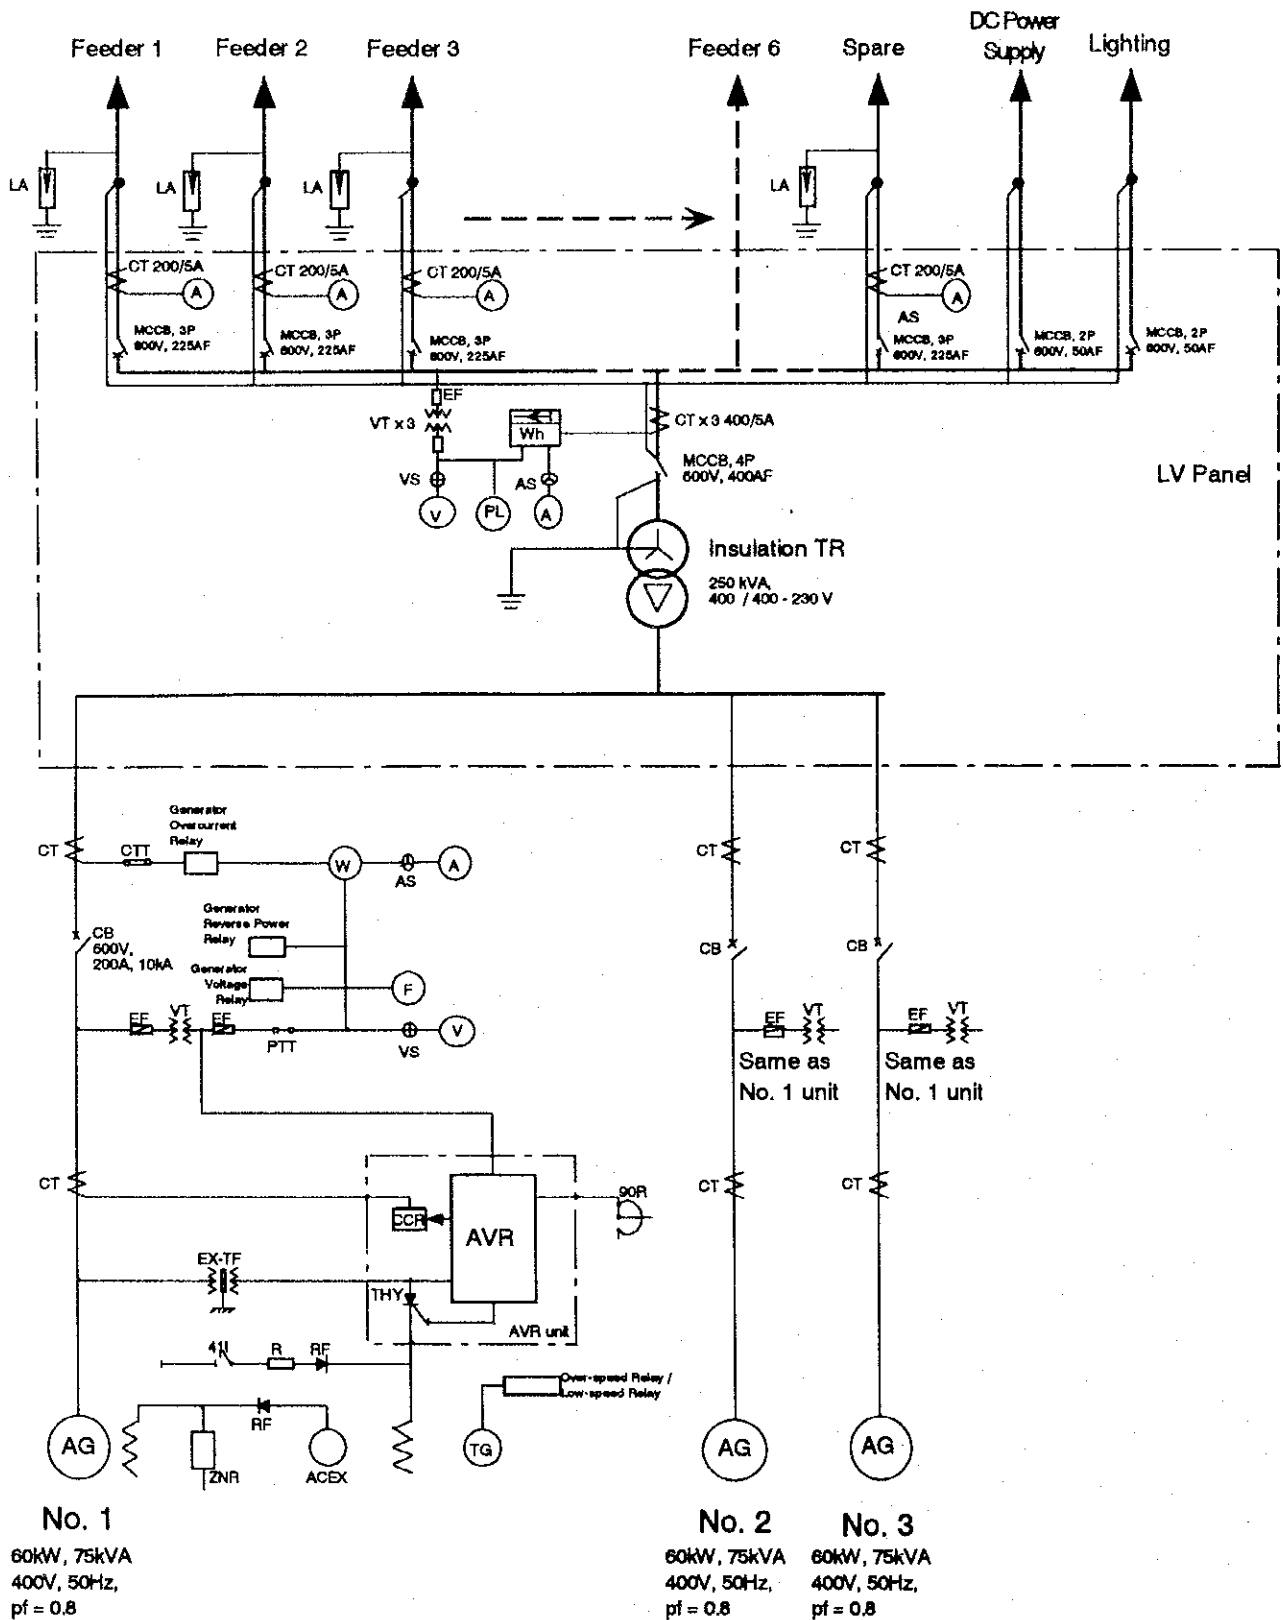 Feeder 1
Feeder 2
Feeder 3
Feeder 6
Spare
DC Power
Supply
Lighting
LA
LA
LA
LA
CT 200/5A
CT 200/5A
CT 200/5A
CT 200/5A
A
A
A
A
AS
MCCB, 3P
600V, 225AF
MCCB, 3P
600V, 225AF
MCCB, 3P
600V, 225AF
MCCB, 3P
600V, 225AF
MCCB, 2P
600V, 50AF
MCCB, 2P
600V, 50AF
EF
VT x 3
Wh
CT x 3 400/5A
MCCB, 4P
600V, 400AF
LV Panel
VS
AS
V
PL
A
Insulation TR
250 kVA,
400 / 400 - 230 V
Generator
Overcurrent
Relay
CT
CTT
W
AS
A
CT
CT
Generator
Reverse Power
Relay
CB
600V,
200A, 10kA
CB
CB
Generator
Voltage
Relay
F
EF
VT
EF
PTT
VS
V
EF
VT
EF
VT
Same as
No. 1 unit
Same as
No. 1 unit
CT
CCR
AVR
90R
CT
CT
EX-TF
THY
AVR unit
41I
R
RF
Over-speed Relay /
Low-speed Relay
RF
AG
ZNR
ACEX
TG
AG
AG
No. 1
60kW, 75kVA
400V, 50Hz,
pf = 0.8
No. 2
60kW, 75kVA
400V, 50Hz,
pf = 0.8
No. 3
60kW, 75kVA
400V, 50Hz,
pf = 0.8